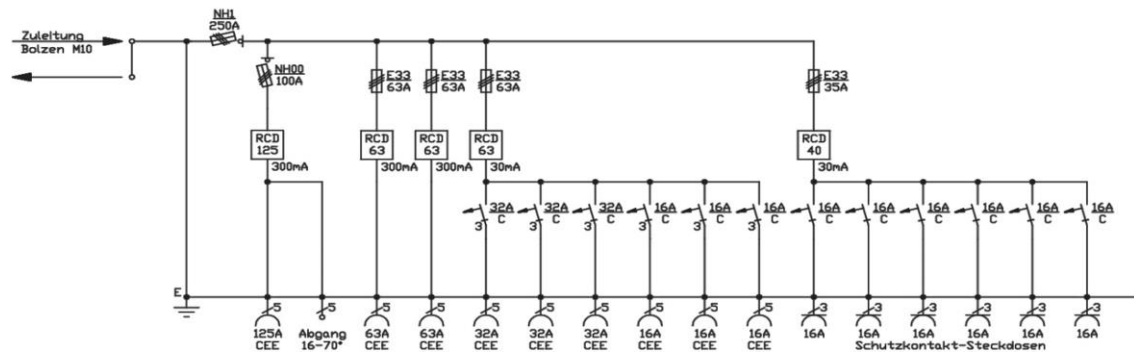 NH1
250A
Zuleitung
Bolzen M10
NH00
100A
E33
63A
E33
63A
E33
63A
E33
35A
RCD
125
300mA
RCD
63
300mA
RCD
63
300mA
RCD
63
30mA
RCD
40
30mA
32A
C
3
32A
C
3
32A
C
3
16A
C
3
16A
C
3
16A
C
3
16A
C
16A
C
16A
C
16A
C
16A
C
16A
C
E
5
5
5
5
5
5
5
5
5
5
3
3
3
3
3
3
125A
CEE
Abgang
16-70°
63A
CEE
63A
CEE
32A
CEE
32A
CEE
32A
CEE
16A
CEE
16A
CEE
16A
CEE
16A
16A
16A
16A
16A
16A
Schutzkontakt-Steckdosen